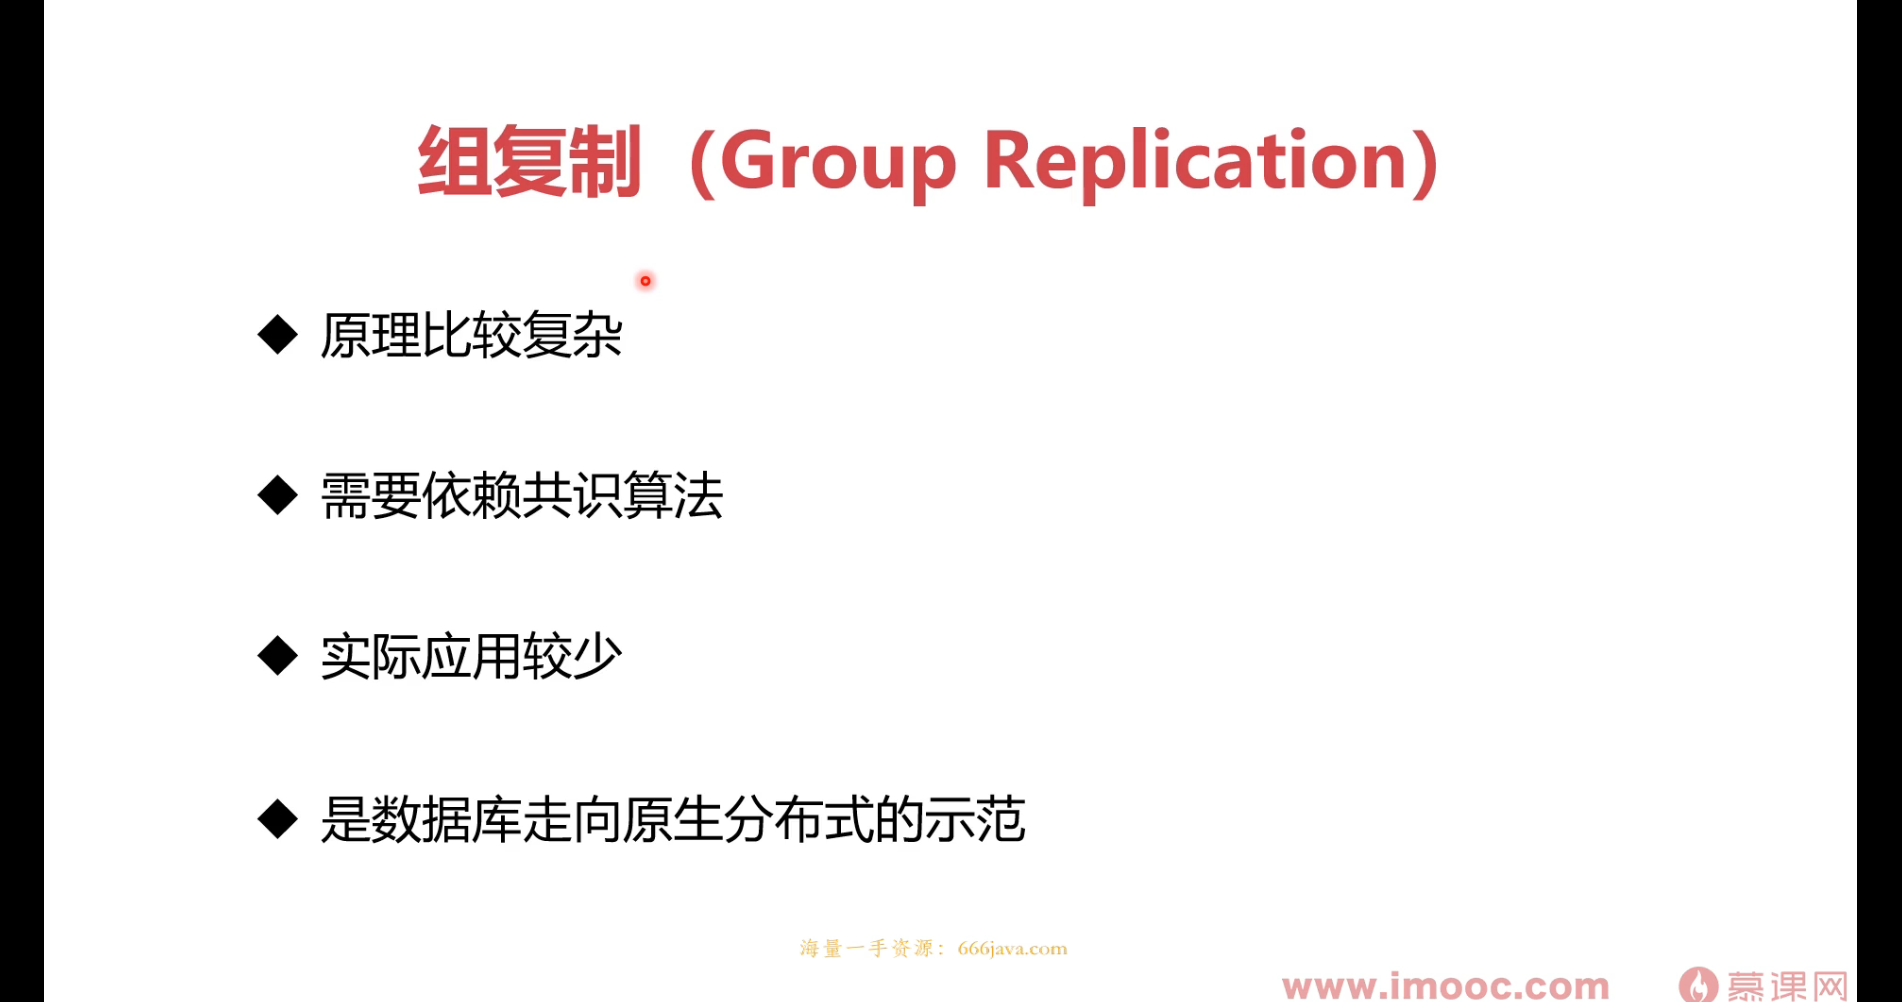 组复制（Group Replication）
◆ 原理比较复杂
◆ 需要依赖共识算法
◆ 实际应用较少
◆ 是数据库走向原生分布式的示范
海量一手资源：666java.com
www.imooc.com 慕课网